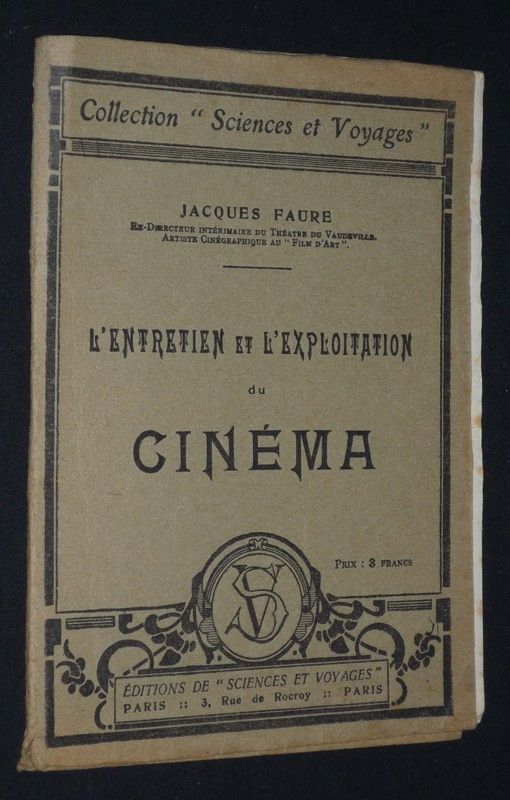 Collection " Sciences et Voyages "
JACQUES FAURE
EX-DIRECTEUR INTÉRIMAIRE DU THÉATRE DU VAUDEVILLE.
ARTISTE CINÉGRAPHIQUE AU " FILM D'ART ".
L'ENTRETIEN ET L'EXPLOITATION
du
CINÉMA
PRIX : 3 FRANCS
SV
ÉDITIONS DE " SCIENCES ET VOYAGES "
PARIS :: 3, Rue de Rocroy :: PARIS